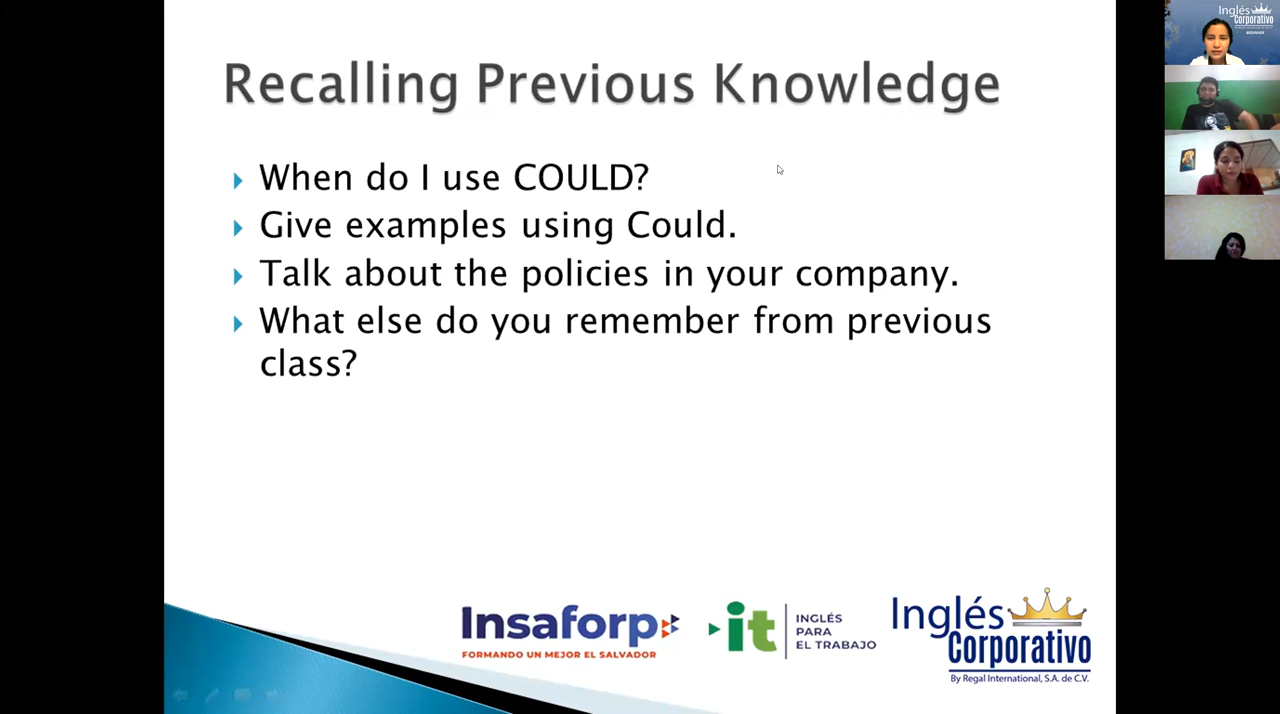 Recalling Previous Knowledge
When do I use COULD?
Give examples using Could.
Talk about the policies in your company.
What else do you remember from previous
class?
Insaforp
FORMANDO UN MEJOR EL SALVADOR
it
INGLÉS
PARA
EL TRABAJO
Inglés
Corporativo
By Regal International, S.A. de C.V.
Inglés
Corporativo